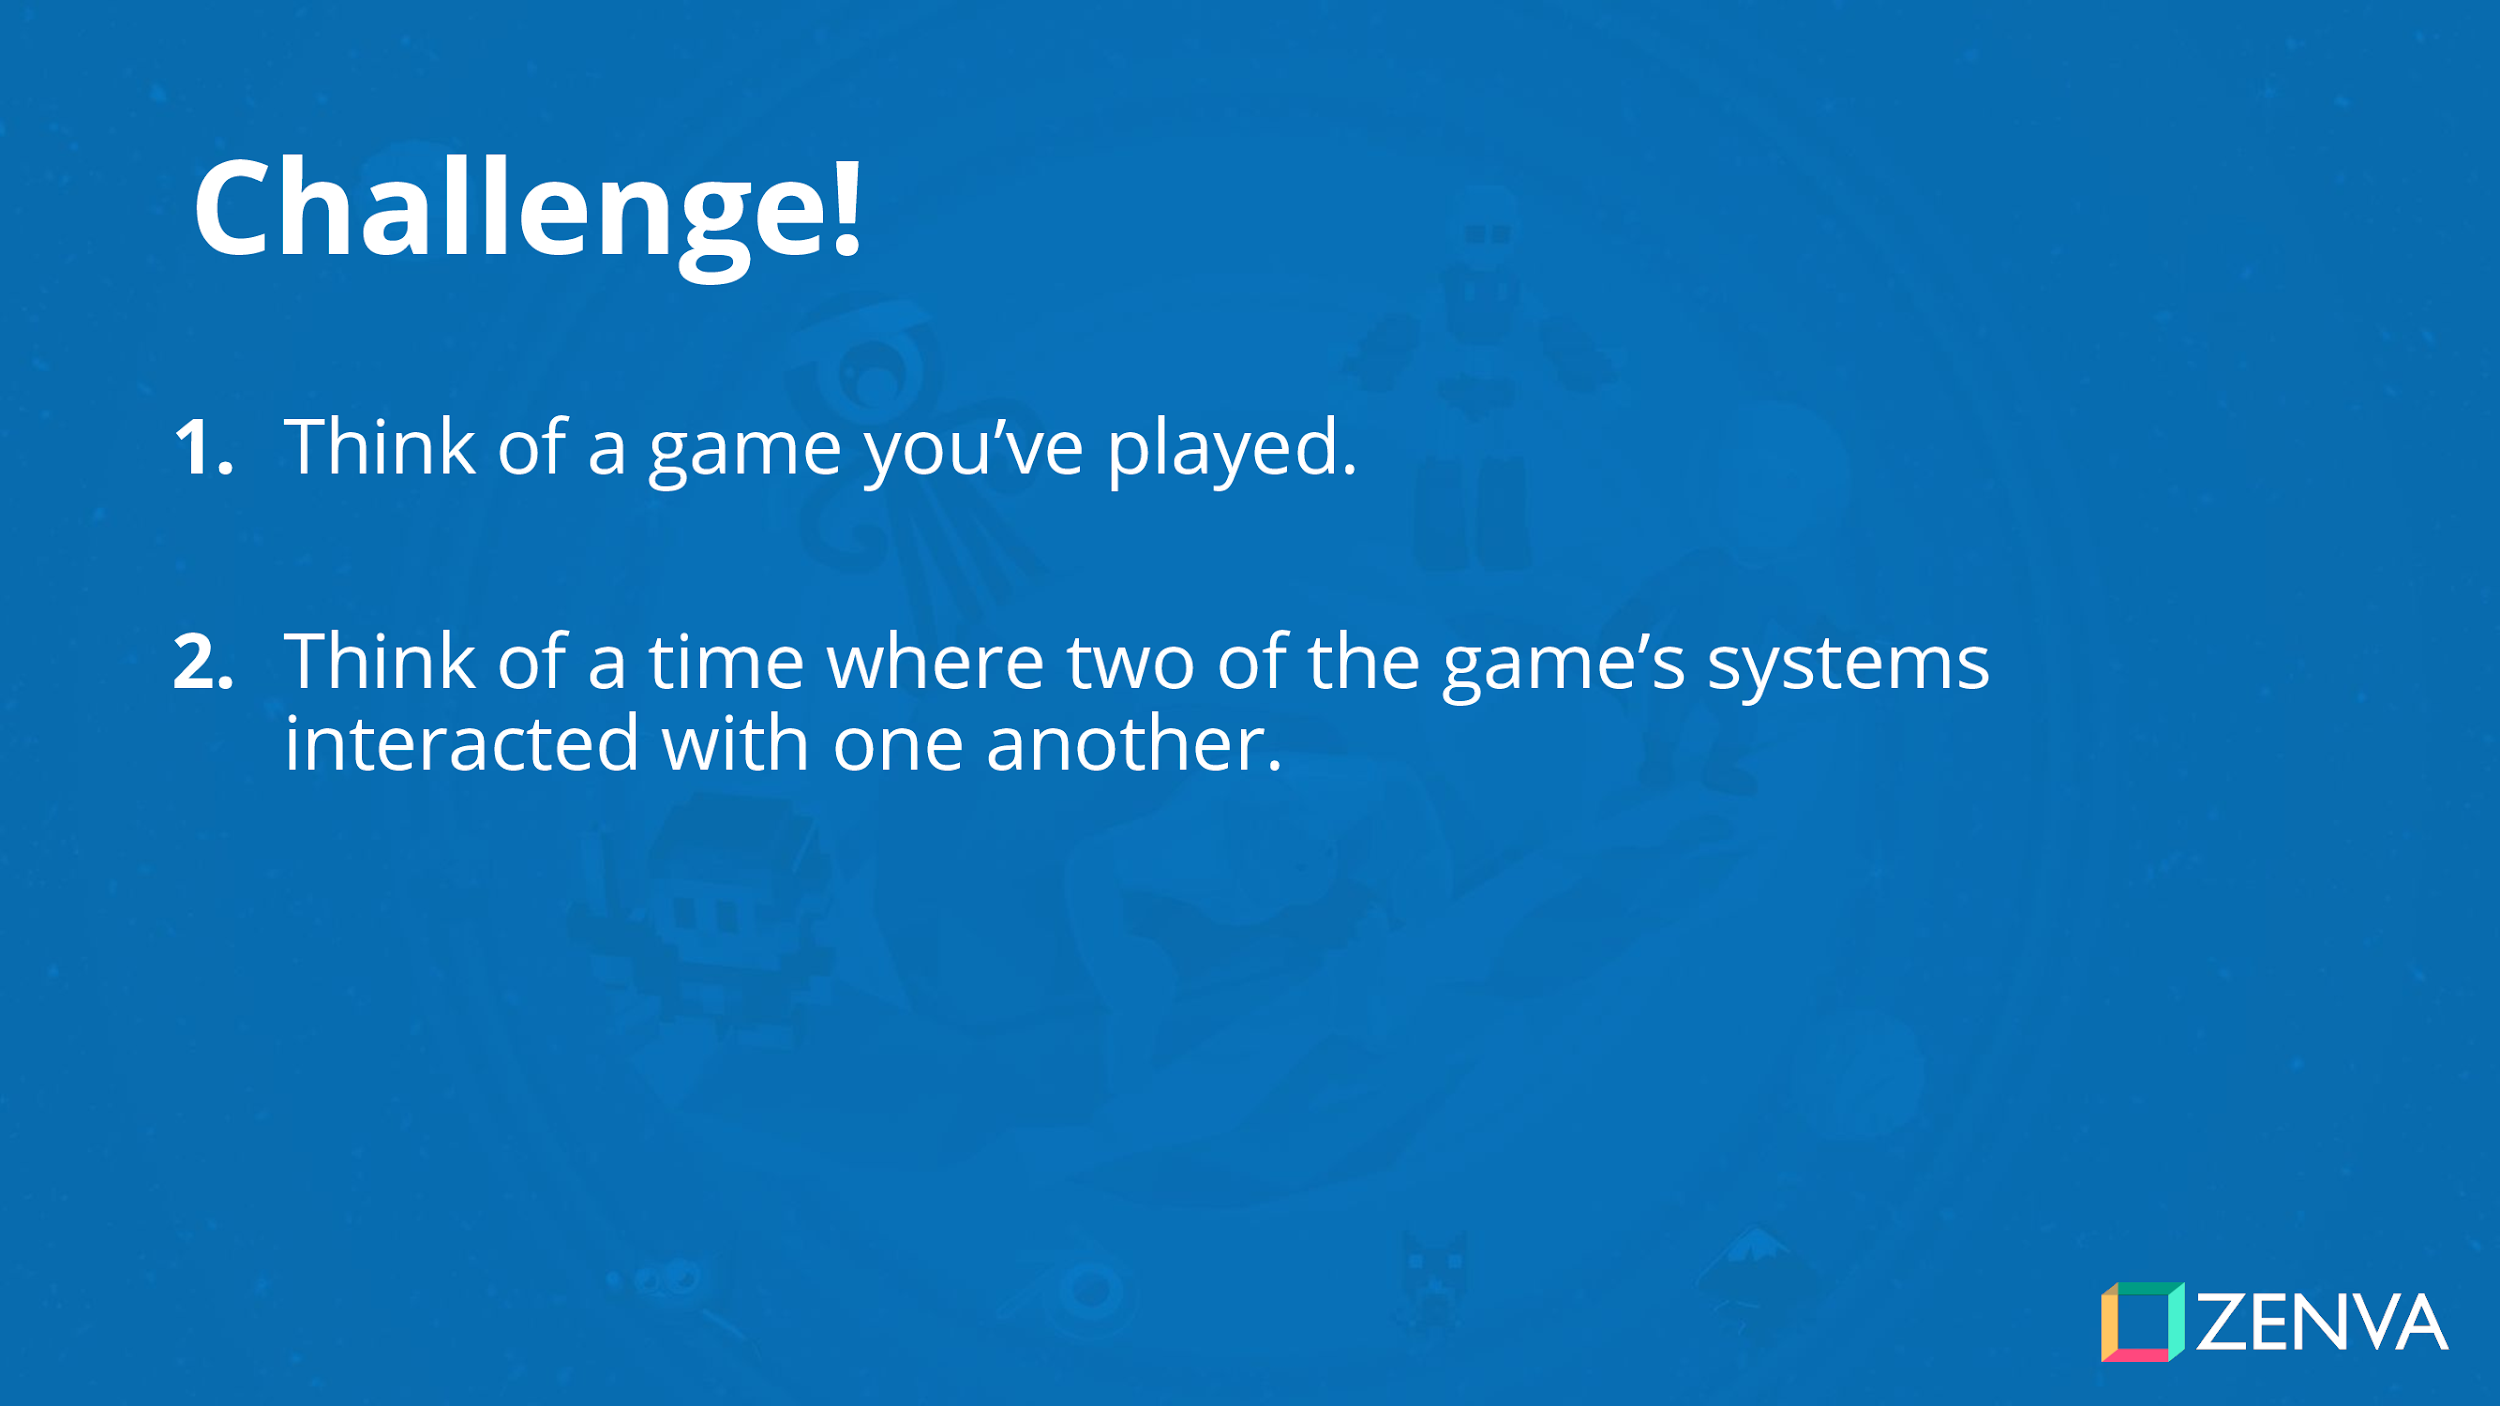 Challenge!
1. Think of a game you’ve played.
2. Think of a time where two of the game’s systems
interacted with one another.
ZENVA